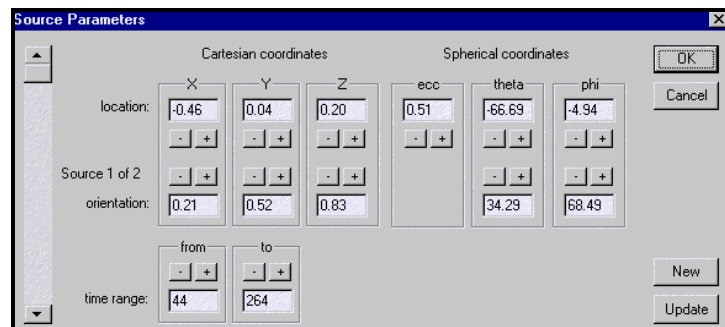 Source Parameters
Cartesian coordinates Spherical coordinates OK
X Y Z ecc theta phi
location: -0.46 0.04 0.20 0.51 -66.69 -4.94 Cancel
- + - + - + - + - + - +
Source 1 of 2 - + - + - + - + - +
orientation: 0.21 0.52 0.83 34.29 68.49
from to
- + - + New
time range: 44 264 Update